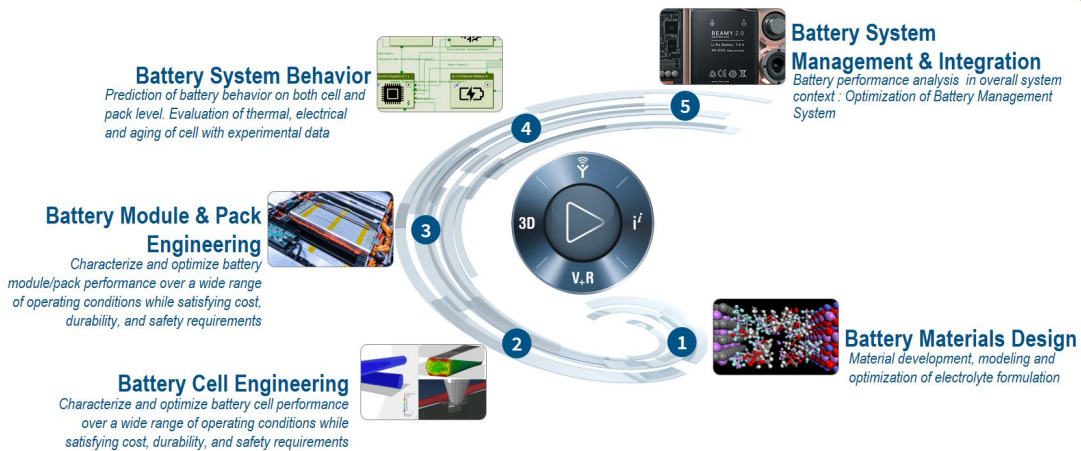 Battery System Behavior
Prediction of battery behavior on both cell and
pack level. Evaluation of thermal, electrical
and aging of cell with experimental data
BEAMY 2.0
Li-Po Battery 7.6 V
Battery System
Management & Integration
Battery performance analysis in overall system
context : Optimization of Battery Management
System
5
4
3
2
1
3D
i^i
V+R
Battery Module & Pack
Engineering
Characterize and optimize battery
module/pack performance over a wide range
of operating conditions while satisfying cost,
durability, and safety requirements
Battery Cell Engineering
Characterize and optimize battery cell performance
over a wide range of operating conditions while
satisfying cost, durability, and safety requirements
Battery Materials Design
Material development, modeling and
optimization of electrolyte formulation